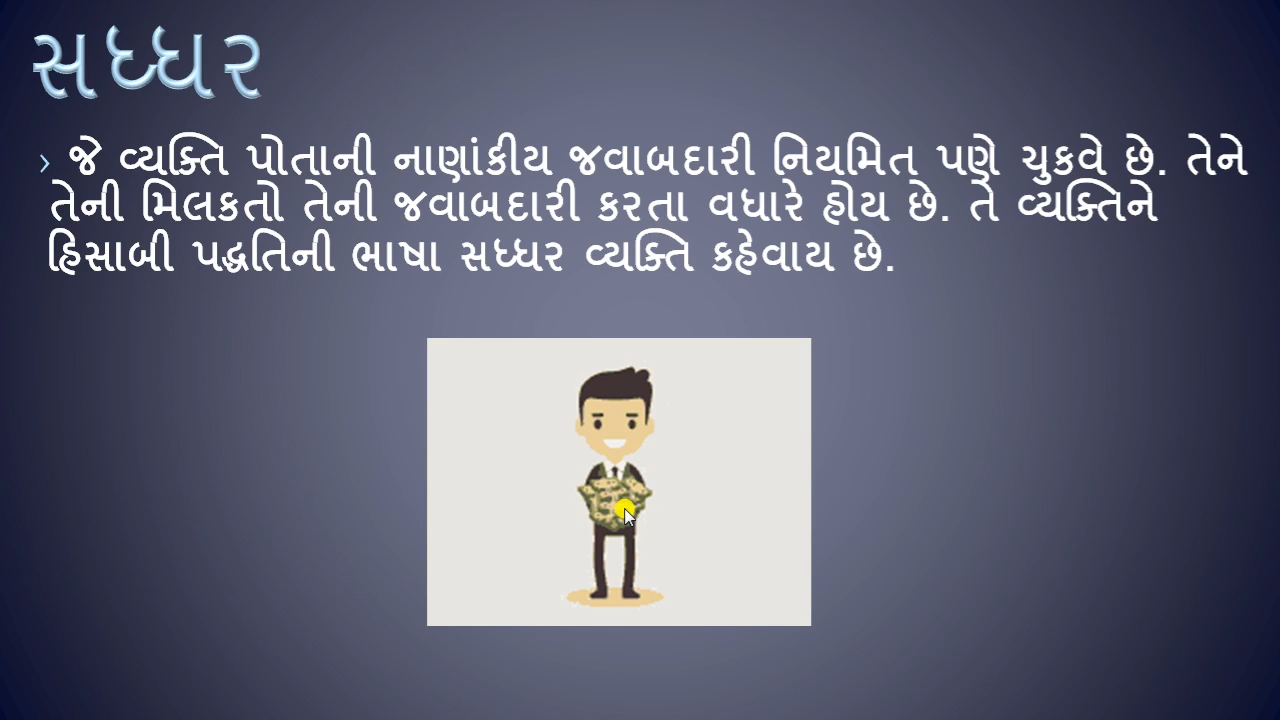 સધ્ધર
› જે વ્યક્તિ પોતાની નાણાંકીય જવાબદારી નિયમિત પણે ચુકવે છે. તેને
તેની મિલકતો તેની જવાબદારી કરતા વધારે હોય છે. તે વ્યક્તિને
હિસાબી પદ્ધતિની ભાષા સધ્ધર વ્યક્તિ કહેવાય છે.